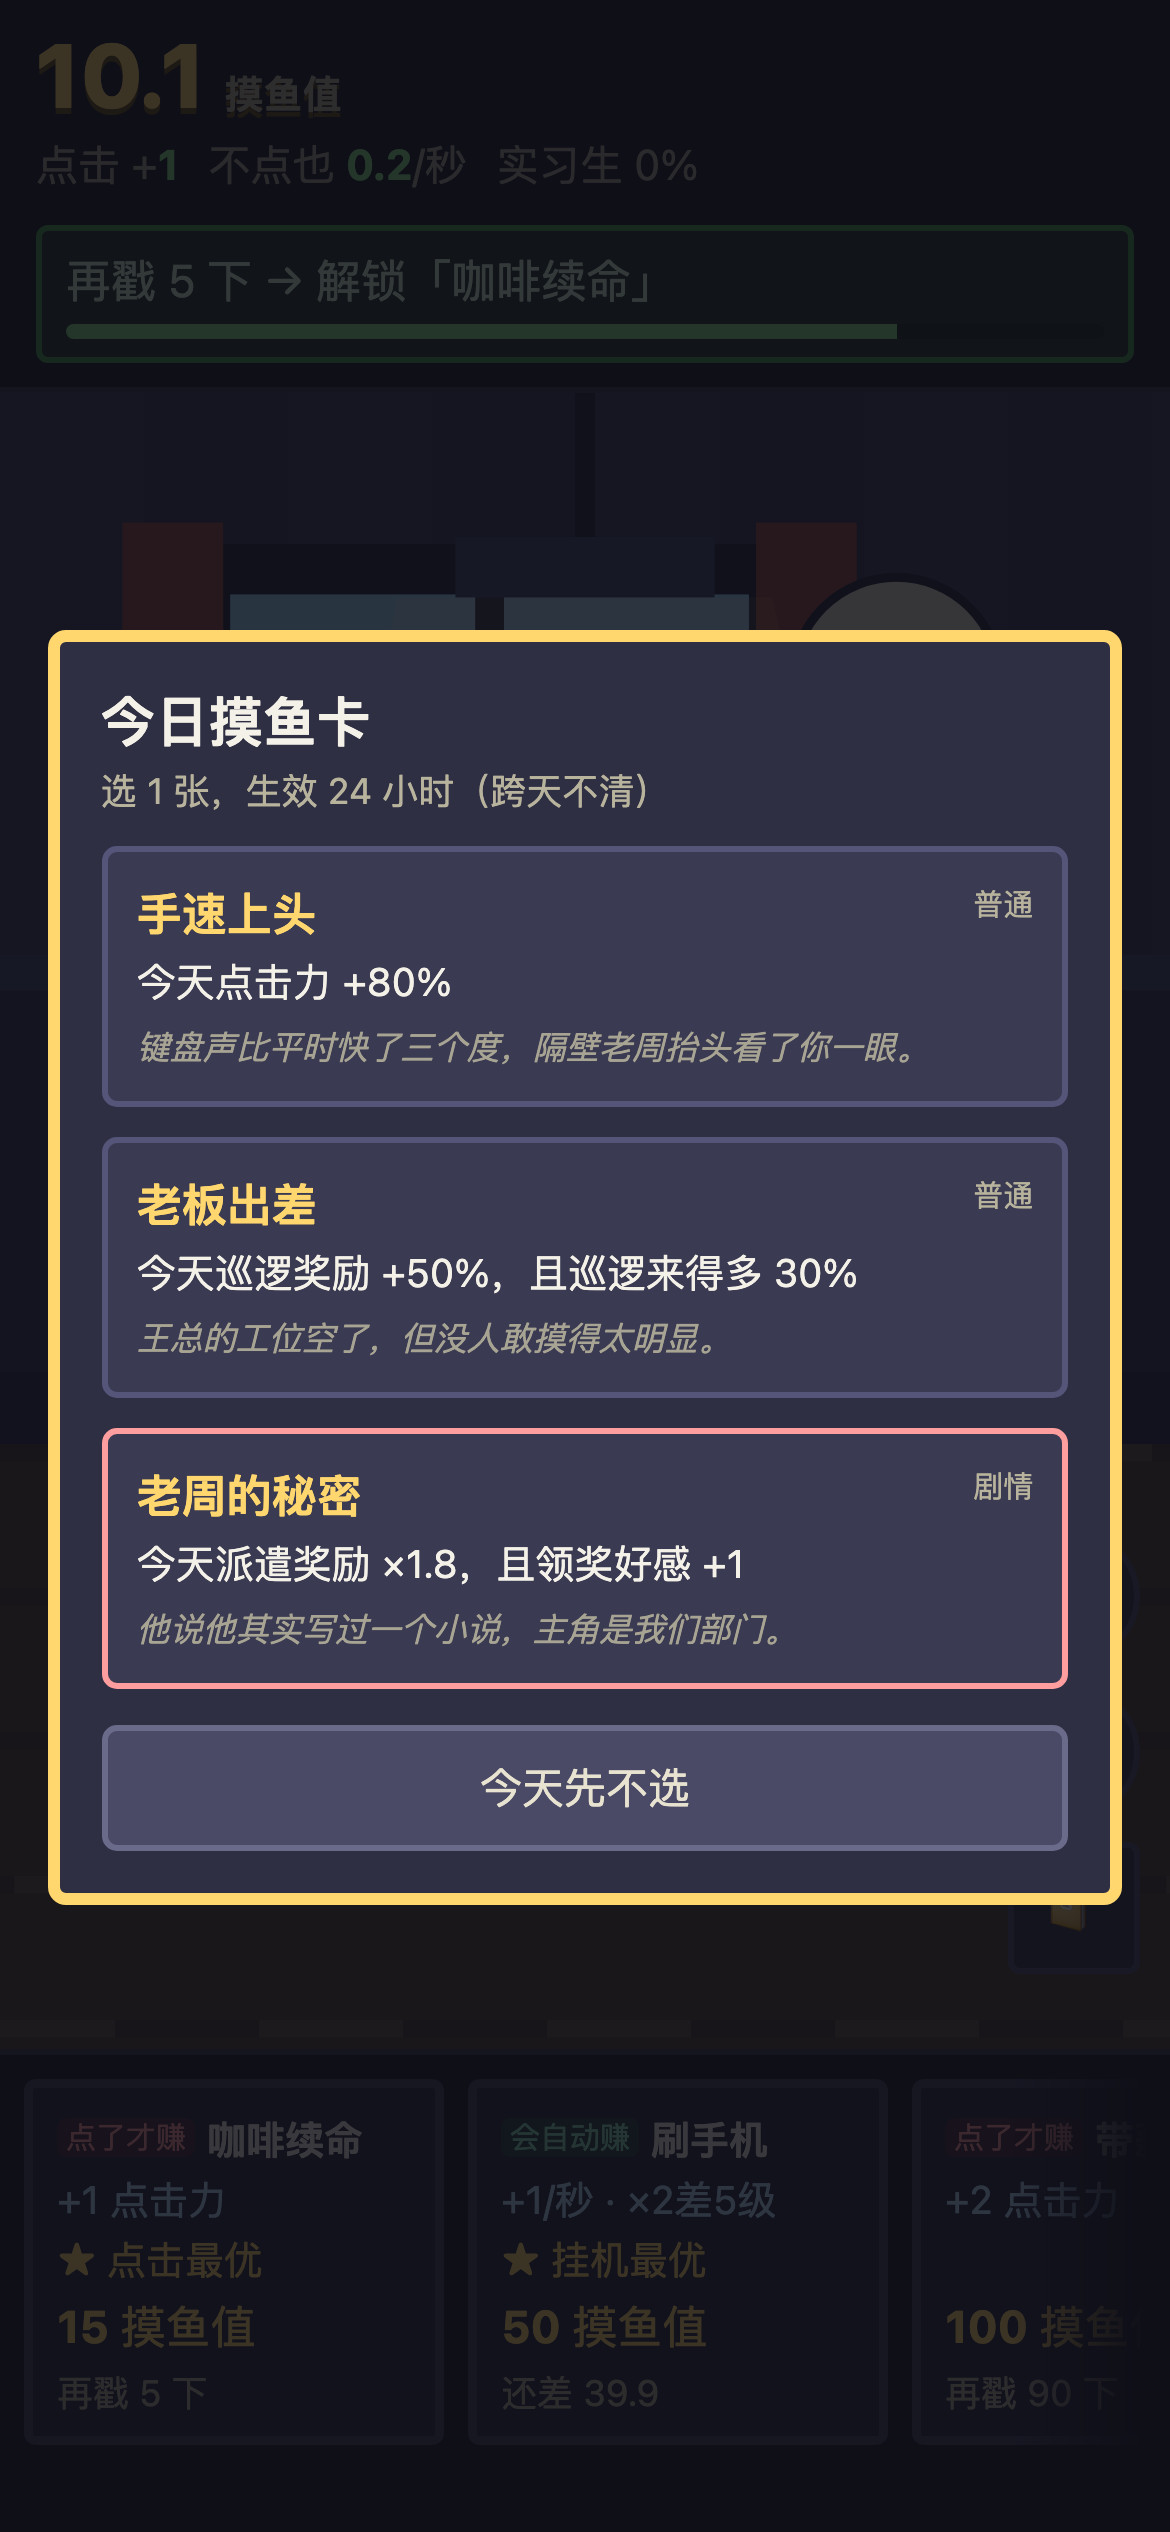 10.1 摸鱼值
点击 +1 不点也 0.2/秒 实习生 0%
再戳 5 下 → 解锁「咖啡续命」
今日摸鱼卡
选 1 张，生效 24 小时（跨天不清）
手速上头 普通
今天点击力 +80%
键盘声比平时快了三个度，隔壁老周抬头看了你一眼。
老板出差 普通
今天巡逻奖励 +50%，且巡逻来得多 30%
王总的工位空了，但没人敢摸得太明显。
老周的秘密 剧情
今天派遣奖励 ×1.8，且领奖好感 +1
他说他其实写过一个小说，主角是我们部门。
今天先不选
点了才赚 咖啡续命
+1 点击力
★ 点击最优
15 摸鱼值
再戳 5 下
会自动赚 刷手机
+1/秒 · ×2差5级
★ 挂机最优
50 摸鱼值
还差 39.9
点了才赚 带
+2 点击力
100 摸鱼
再戳 90 下